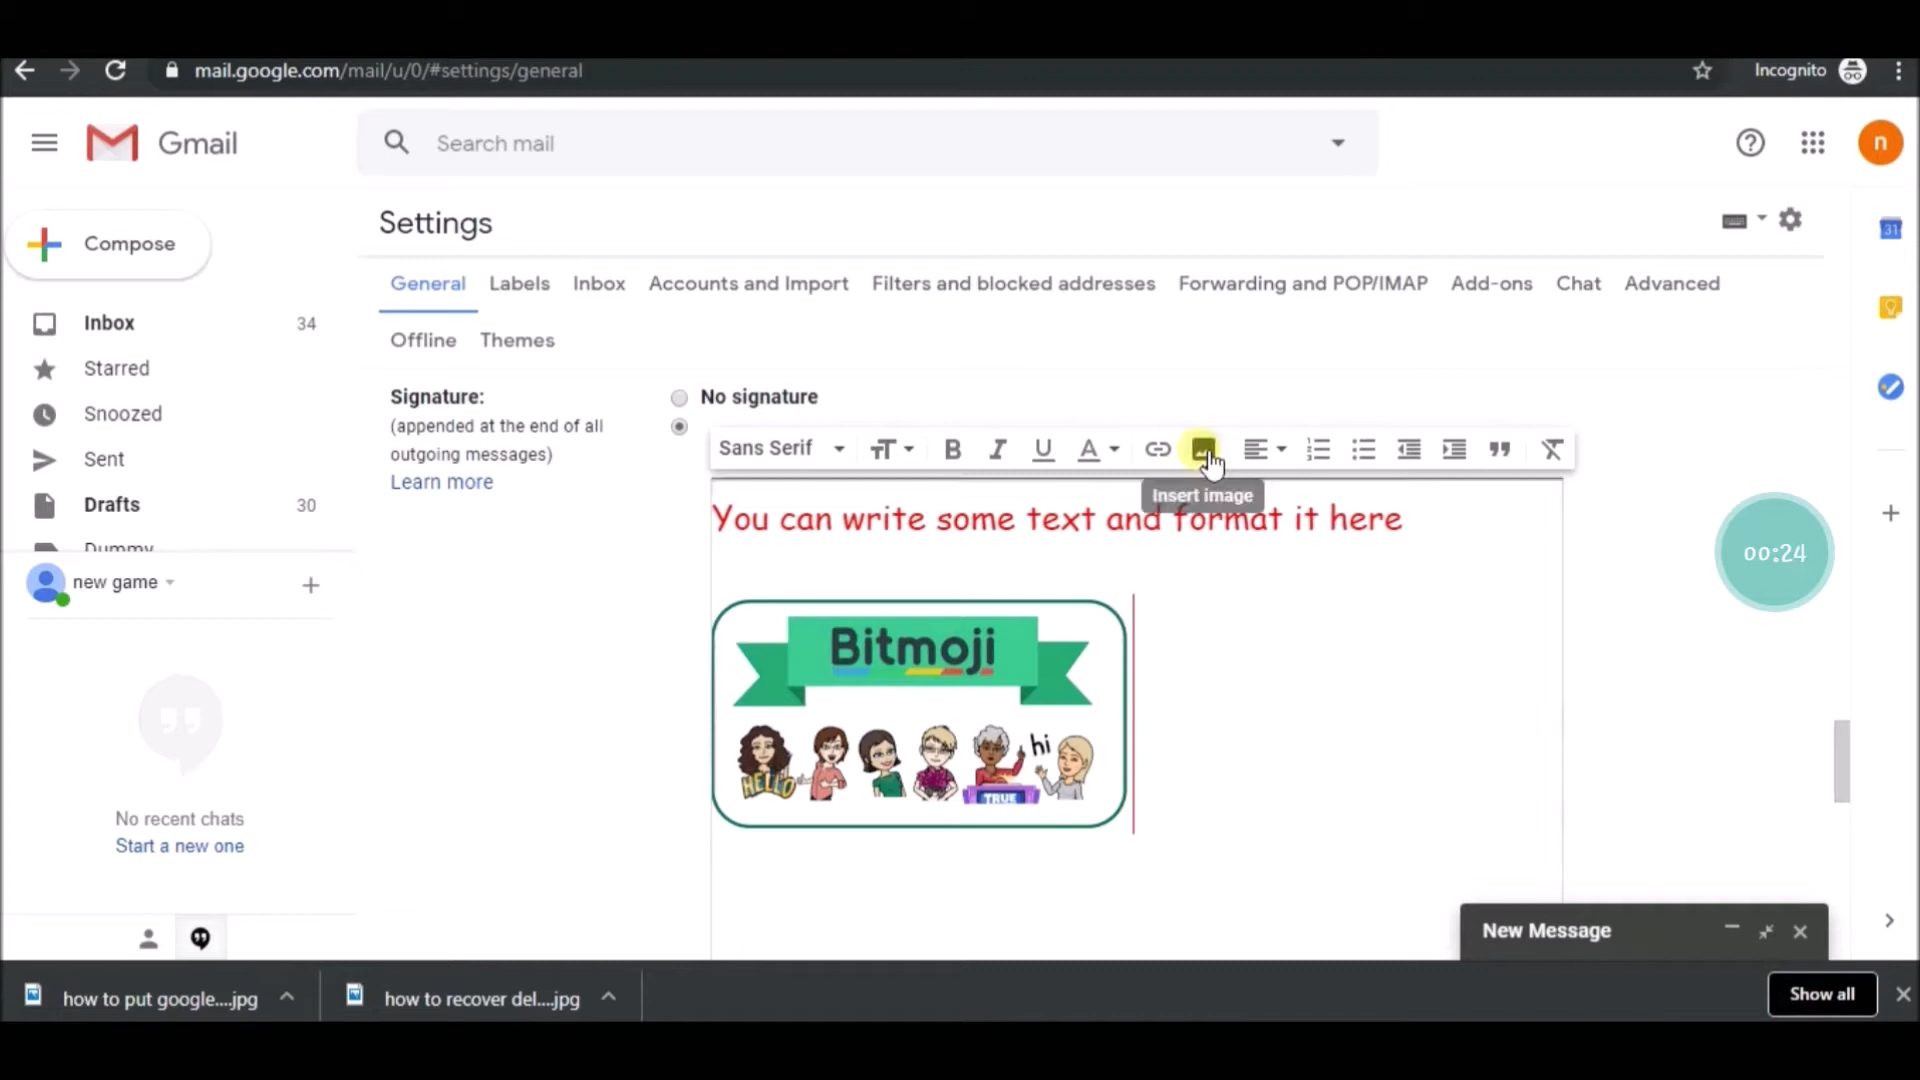 mail.google.com/mail/u/0/#settings/general
Incognito
Gmail
Search mail
n
Compose
Settings
31
General Labels Inbox Accounts and Import Filters and blocked addresses Forwarding and POP/IMAP Add-ons Chat Advanced
Offline Themes
Inbox 34
Starred
Snoozed
Sent
Drafts 30
Dummy
new game
No recent chats
Start a new one
Signature:
(appended at the end of all
outgoing messages)
Learn more
No signature
Sans Serif
Insert image
You can write some text and format it here
Bitmoji
HELLO
hi
TRUE
00:24
New Message
how to put google....jpg
how to recover del....jpg
Show all